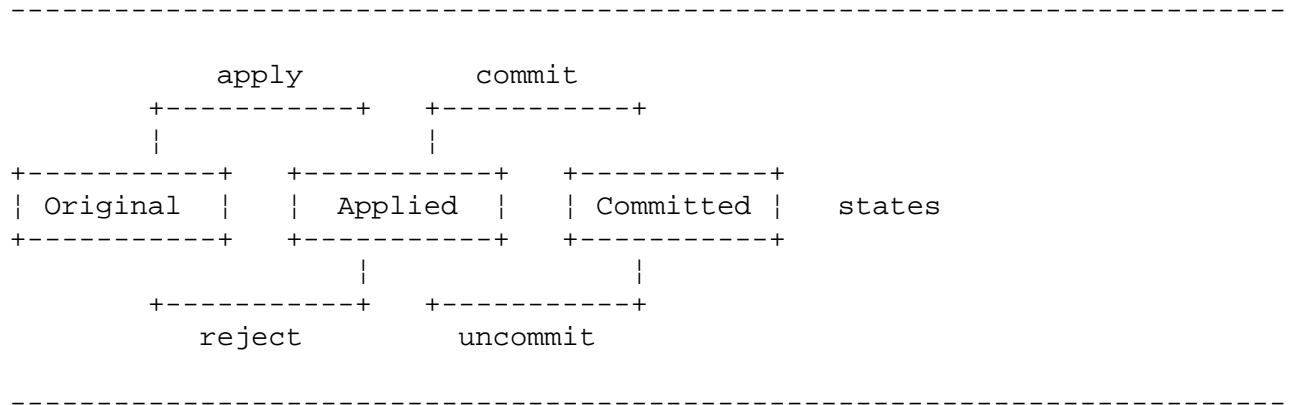 apply commit
Original Applied Committed states
reject uncommit